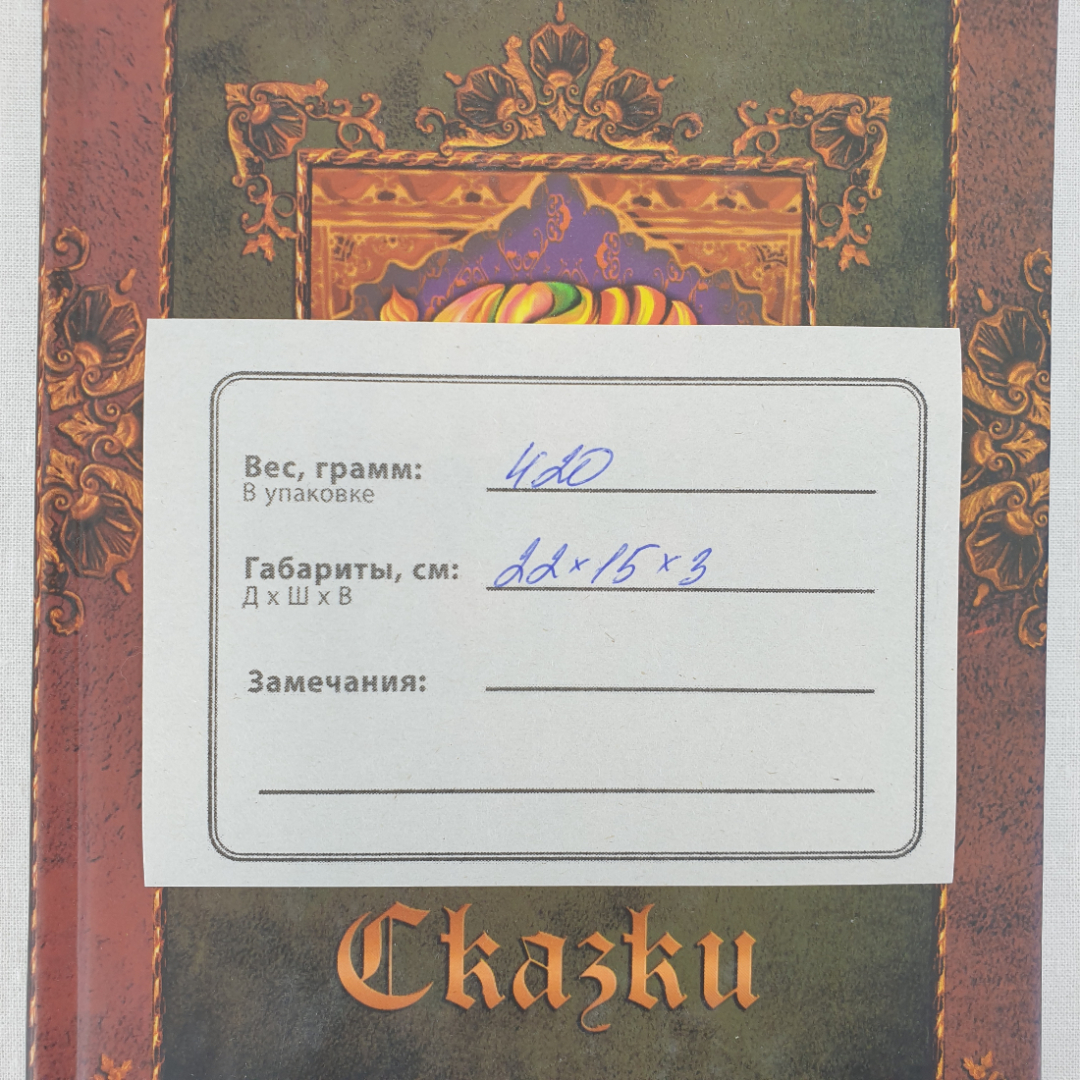 Вес, грамм: 420
В упаковке
Габариты, см: 22 x 15 x 3
Д х Ш х В
Замечания:
Сказки